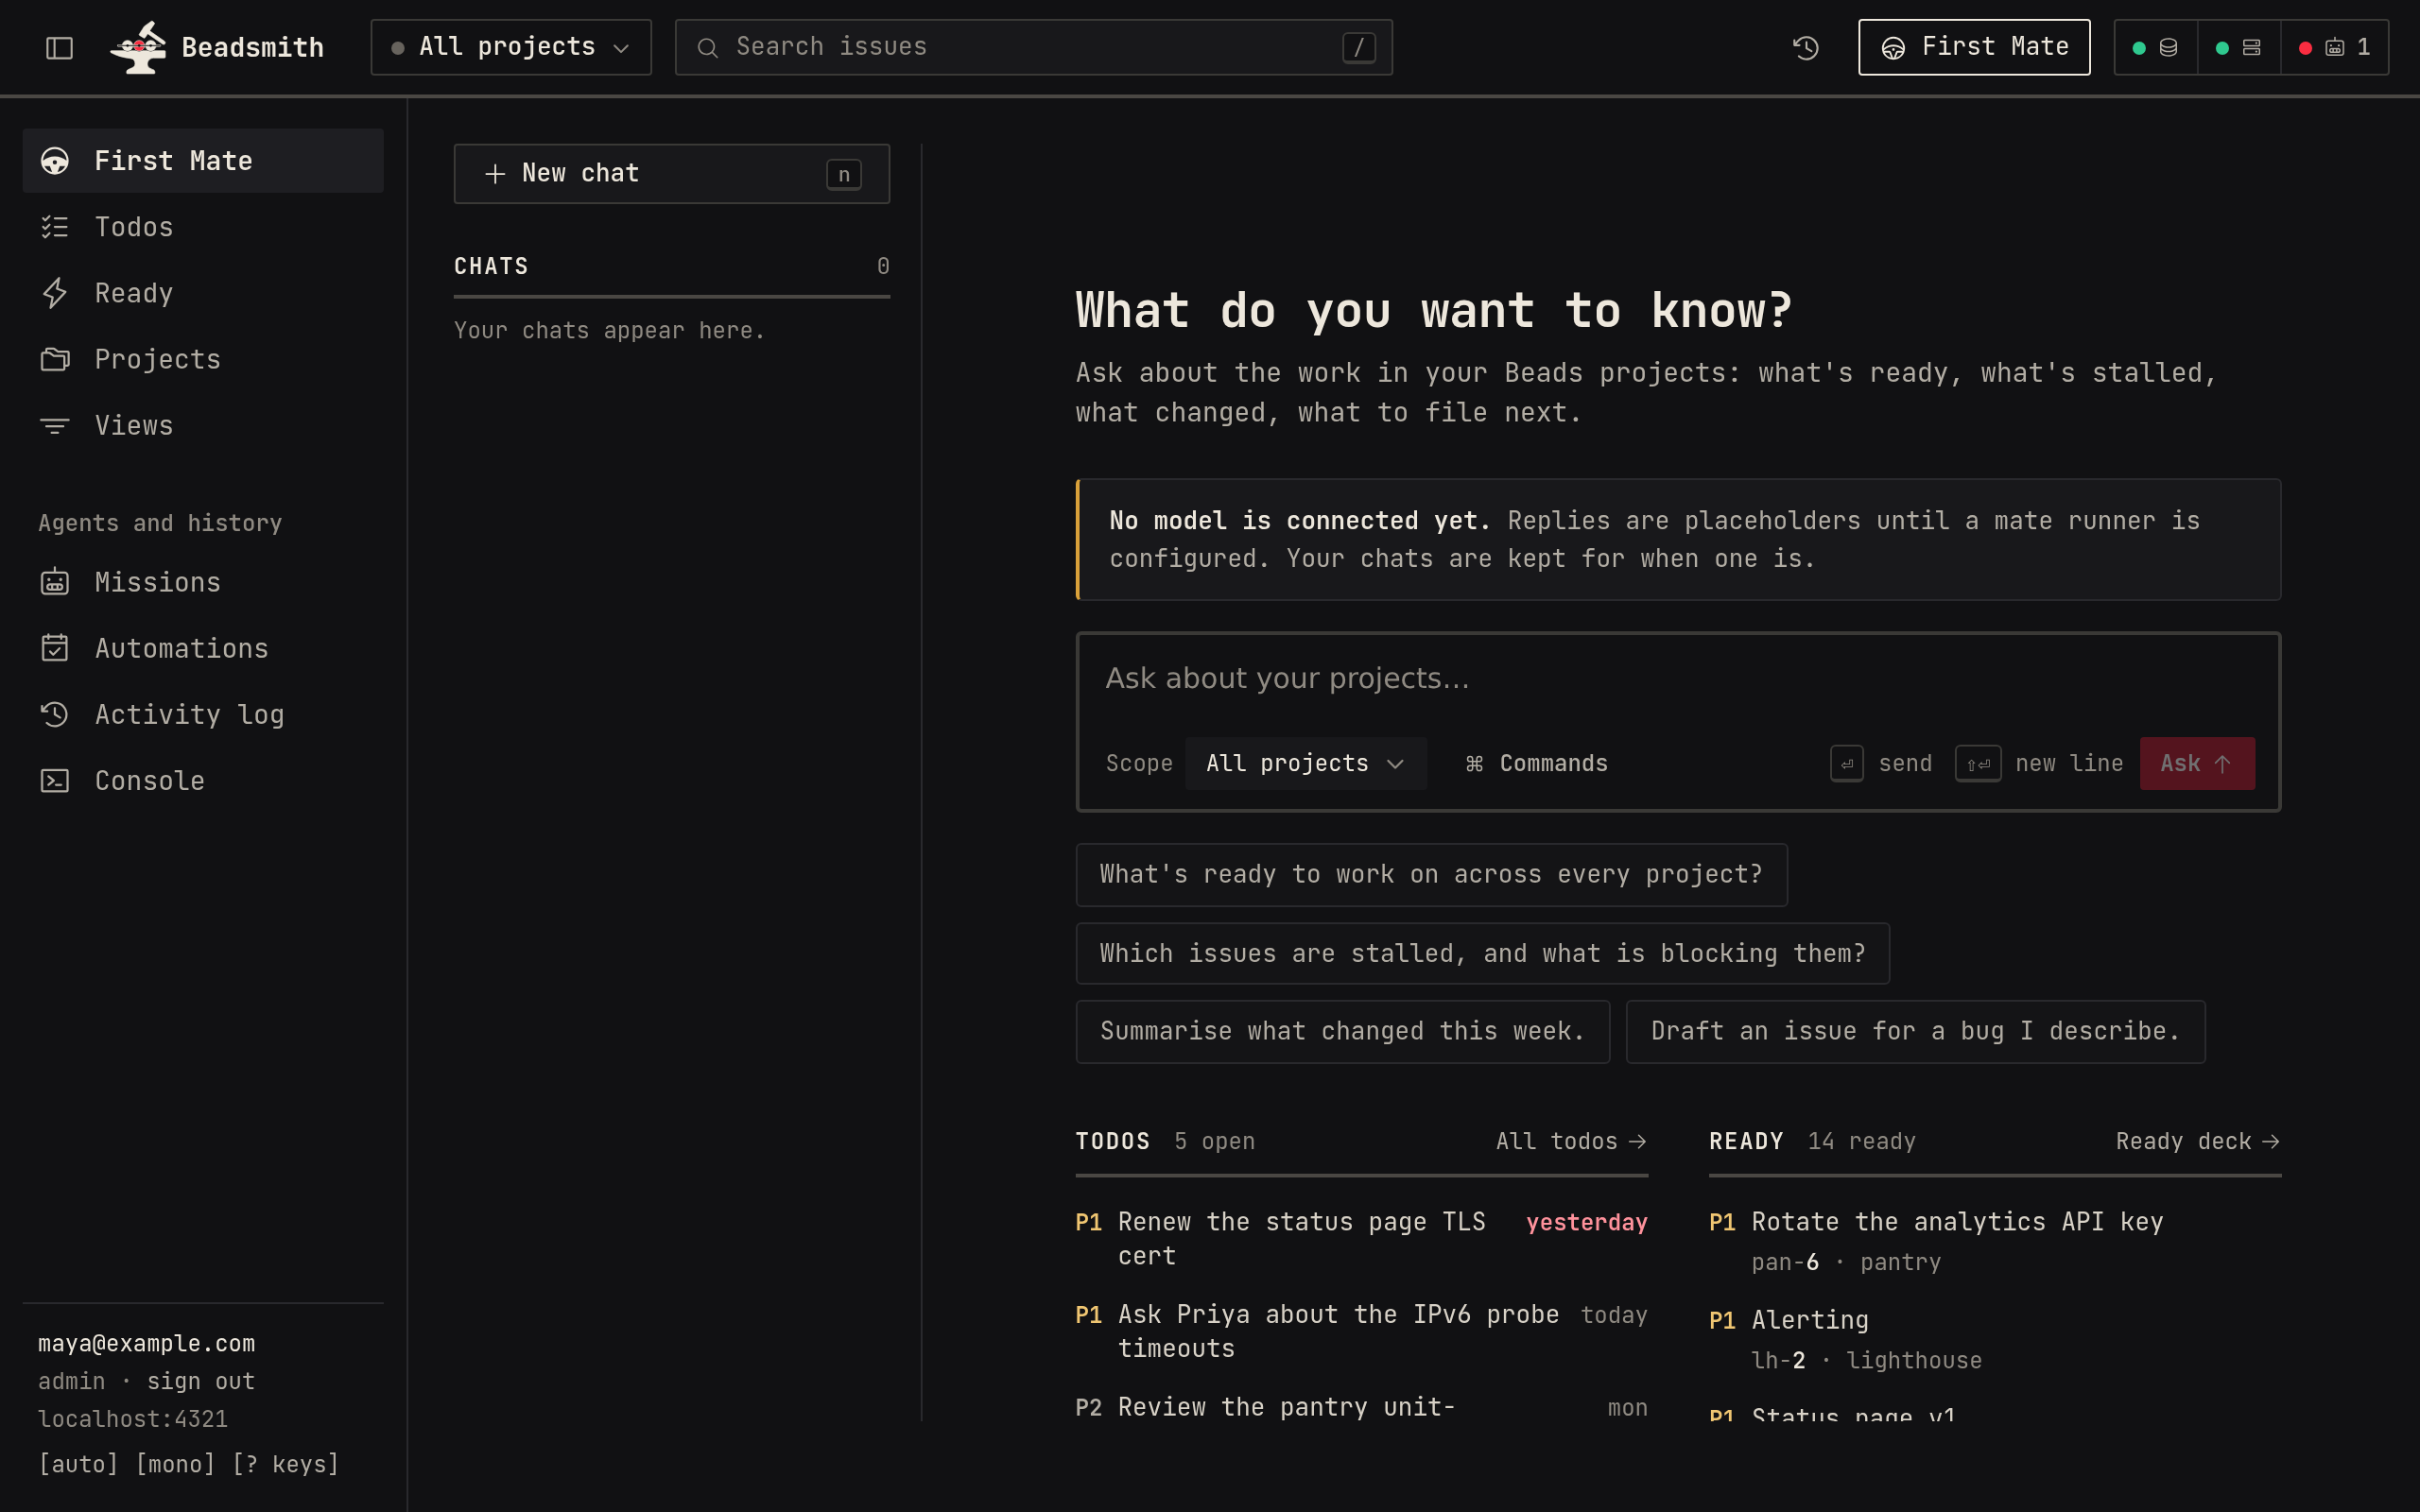 Beadsmith
All projects
Search issues
/
First Mate
1
First Mate
Todos
Ready
Projects
Views
Agents and history
Missions
Automations
Activity log
Console
maya@example.com
admin · sign out
localhost:4321
[auto] [mono] [? keys]
New chat
n
CHATS
0
Your chats appear here.
What do you want to know?
Ask about the work in your Beads projects: what's ready, what's stalled,
what changed, what to file next.
No model is connected yet. Replies are placeholders until a mate runner is
configured. Your chats are kept for when one is.
Ask about your projects...
Scope All projects ⌘ Commands ⏎ send ⇧⏎ new line Ask ↑
What's ready to work on across every project?
Which issues are stalled, and what is blocking them?
Summarise what changed this week.
Draft an issue for a bug I describe.
TODOS 5 open All todos →
P1 Renew the status page TLS yesterday
cert
P1 Ask Priya about the IPv6 probe today
timeouts
P2 Review the pantry unit- mon
READY 14 ready Ready deck →
P1 Rotate the analytics API key
pan-6 · pantry
P1 Alerting
lh-2 · lighthouse
P1 Status page v1